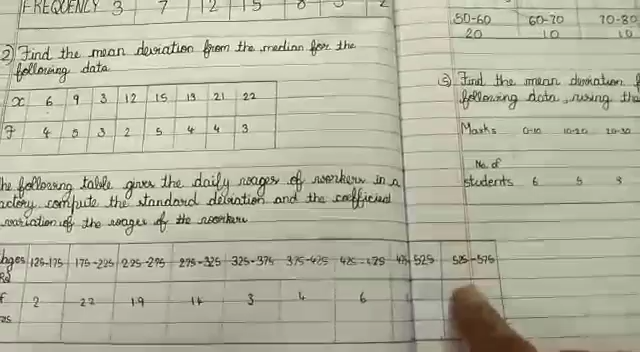 FREQUENCY 3 7 12 15 8 5 2
50-60 60-70 70-80
20 10 10
2) Find the mean deviation from the median for the
following data
x 6 9 3 12 15 13 21 22
F 4 5 3 2 5 4 4 3
3) Find the mean deviation
following data, using the
Marks 0-10 10-20 20-30
No. of
students 6 5 8
following table gives the daily wages of workers in a
compute the standard deviation and the coefficient
variation of the wages of the workers
125-175 175-225 225-275 275-325 325-375 375-425 425-475 525 525-575
2 22 19 14 3 4 6